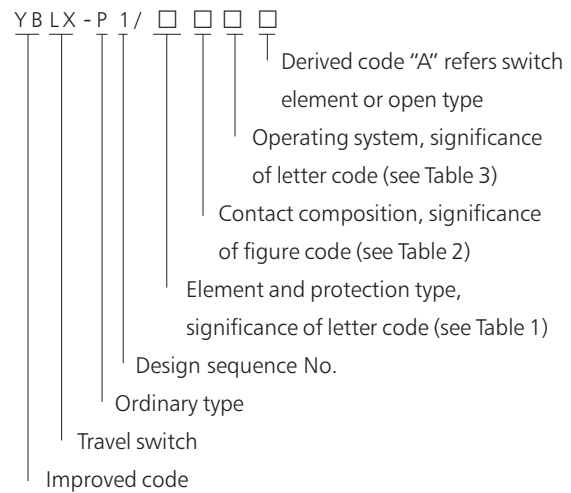 YBLX-P1/□□□□
Derived code “A” refers switch
element or open type
Operating system, significance
of letter code (see Table 3)
Contact composition, significance
of figure code (see Table 2)
Element and protection type,
significance of letter code (see Table 1)
Design sequence No.
Ordinary type
Travel switch
Improved code